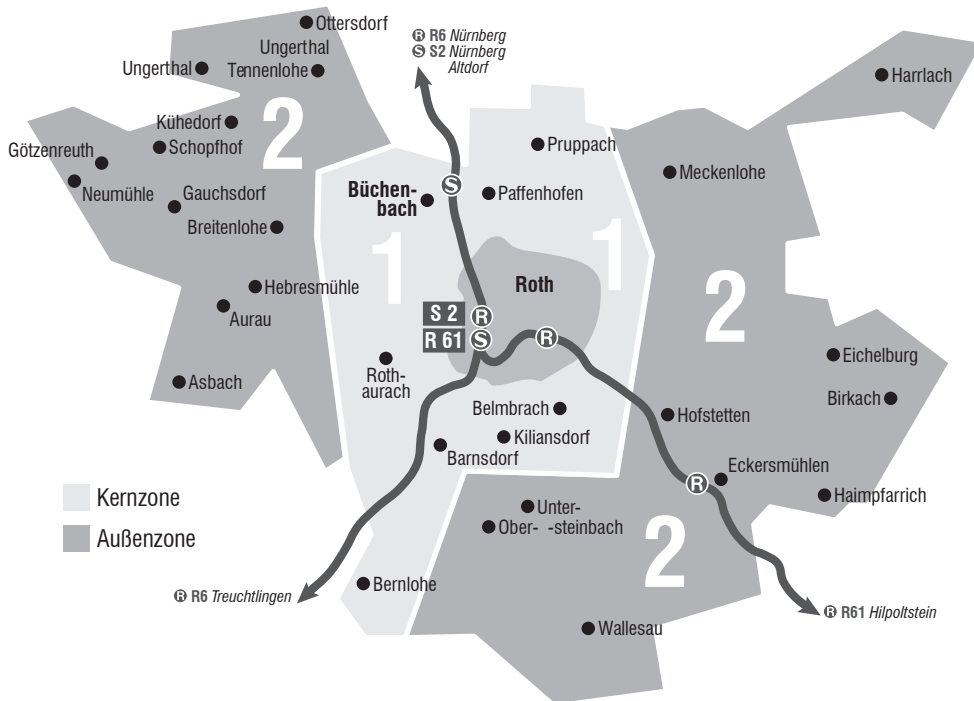 Ottersdorf
Ungerthal
Tennenlohe
Ungerthal
R R6 Nürnberg
S S2 Nürnberg
Altdorf
Harrlach
Kühedorf
Schopfhof
2
Götzenreuth
Neumühle
Gauchsdorf
Breitenlohe
Pruppach
Meckenlohe
S
Büchen-
bach
Paffenhofen
1
1
Hebresmühle
Aurau
Roth
2
S 2
R
R 61
S
R
Asbach
Roth-
aurach
Eichelburg
Birkach
Belmbrach
Kiliansdorf
Barnsdorf
Hofstetten
Eckersmühlen
R
Haimpfarrich
Kernzone
Außenzone
Unter-
Ober- -steinbach
2
Bernlohe
R R6 Treuchtlingen
R R61 Hilpoltstein
Wallesau